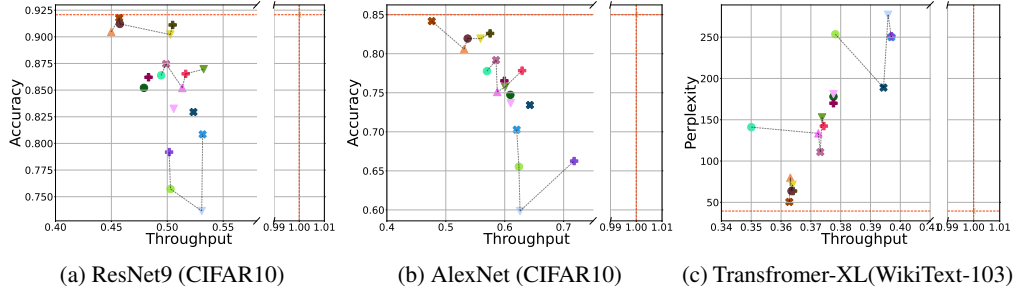 0.925
0.900
0.875
0.850
0.825
0.800
0.775
0.750
Accuracy
0.40 0.45 0.50 0.55 0.99 1.00 1.01
Throughput
(a) ResNet9 (CIFAR10)
0.85
0.80
0.75
0.70
0.65
0.60
Accuracy
0.4 0.5 0.6 0.7 0.99 1.00 1.01
Throughput
(b) AlexNet (CIFAR10)
250
200
150
100
50
Perplexity
0.34 0.35 0.36 0.37 0.38 0.39 0.40 0.41 0.99 1.00 1.01
Throughput
(c) Transfromer-XL(WikiText-103)